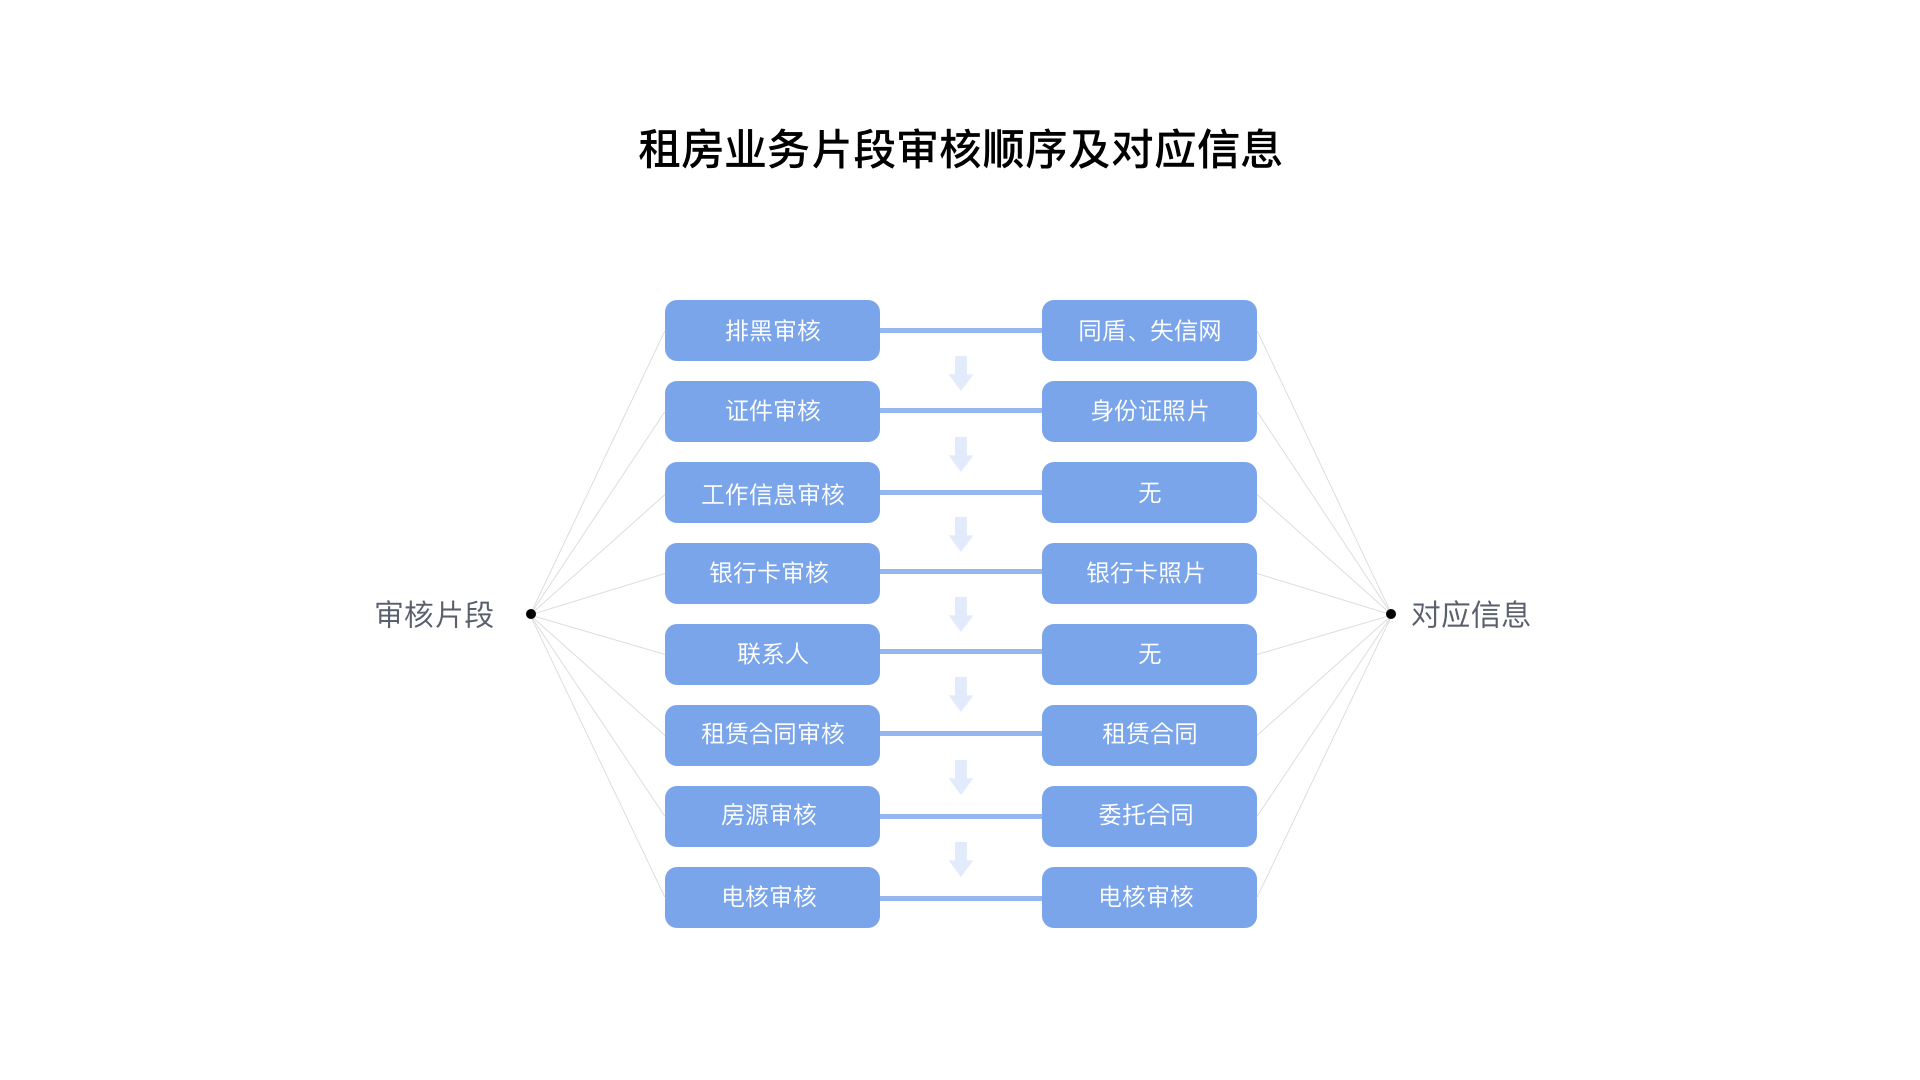 租房业务片段审核顺序及对应信息
排黑审核
同盾、失信网
证件审核
身份证照片
工作信息审核
无
银行卡审核
银行卡照片
审核片段
对应信息
联系人
无
租赁合同审核
租赁合同
房源审核
委托合同
电核审核
电核审核